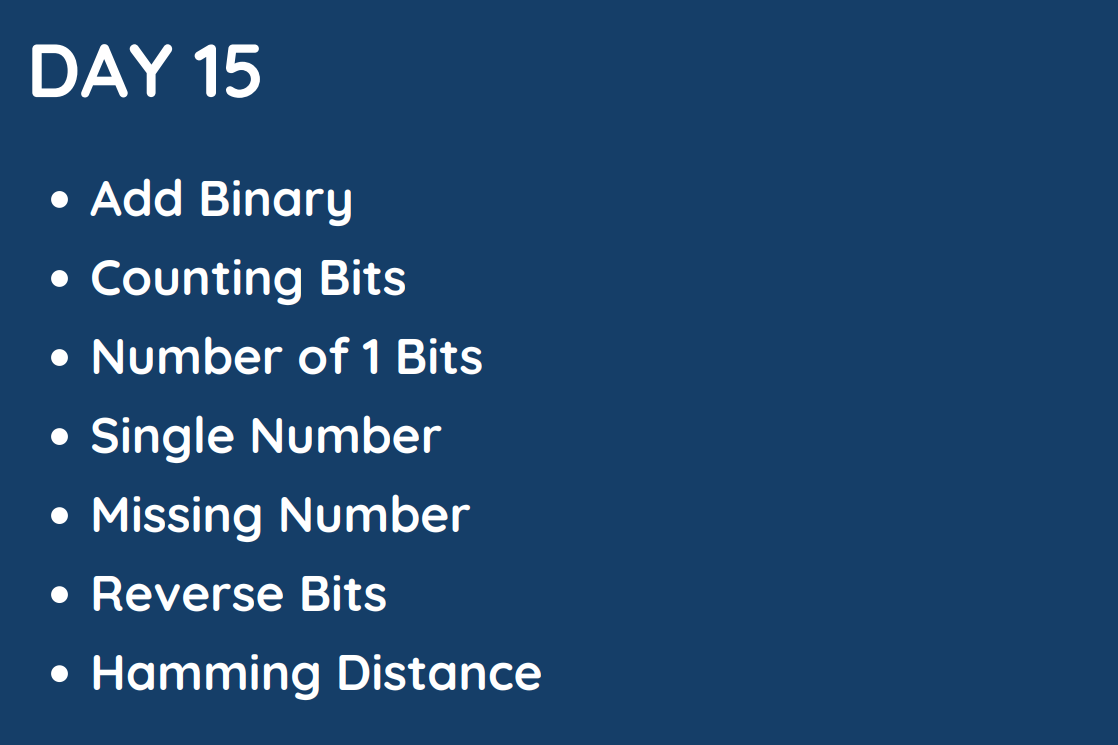 DAY 15
• Add Binary
• Counting Bits
• Number of 1 Bits
• Single Number
• Missing Number
• Reverse Bits
• Hamming Distance